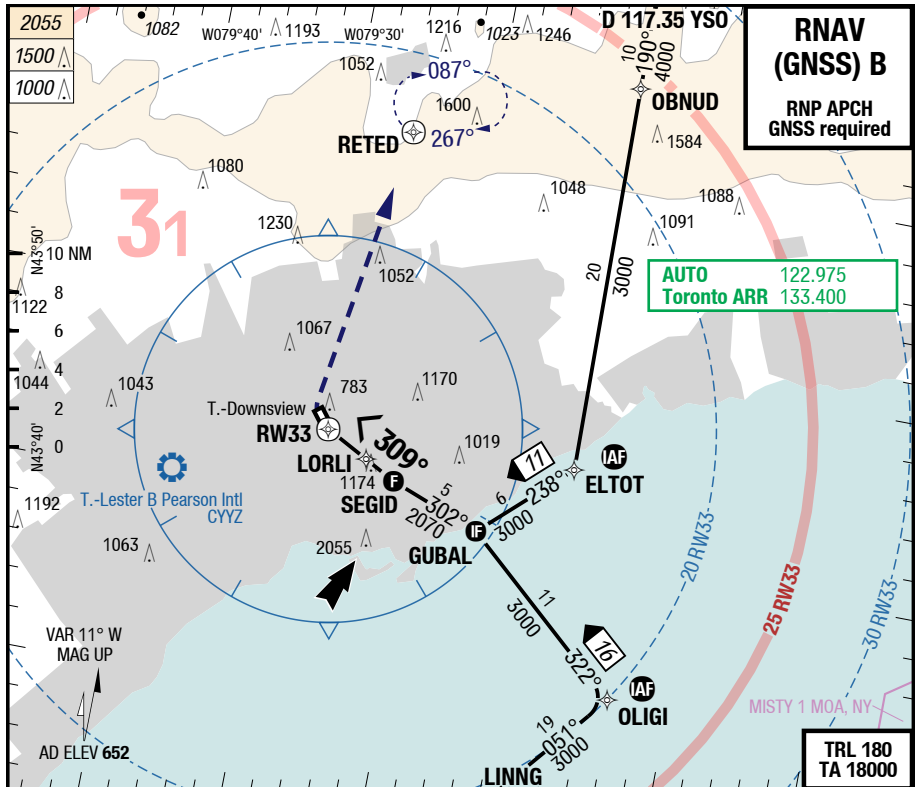 2055
1500
1000
1082
W079°40'
1193
W079°30'
1216
1023
1246
D 117.35 YSO
10
190°
4000
RNAV
(GNSS) B
RNP APCH
GNSS required
1052
087°
1600
267°
RETED
OBNUD
1584
1080
1048
1088
31
1230
1091
N43°50'
10 NM
1052
20
3000
AUTO 122.975
Toronto ARR 133.400
8
1122
6
1067
4
1044
1043
783
1170
2
T.-Downsview
RW33
309°
N43°40'
0
LORLI
1019
11
IAF
1174
F
5
6
238°
ELTOT
T.-Lester B Pearson Intl
CYYZ
SEGID
302°
2070
3000
1192
IF
GUBAL
1063
2055
20 RW33
11
3000
25 RW33
30 RW33
VAR 11° W
MAG UP
16
322°
IAF
OLIGI
MISTY 1 MOA, NY
19
051°
3000
AD ELEV 652
LINNG
TRL 180
TA 18000